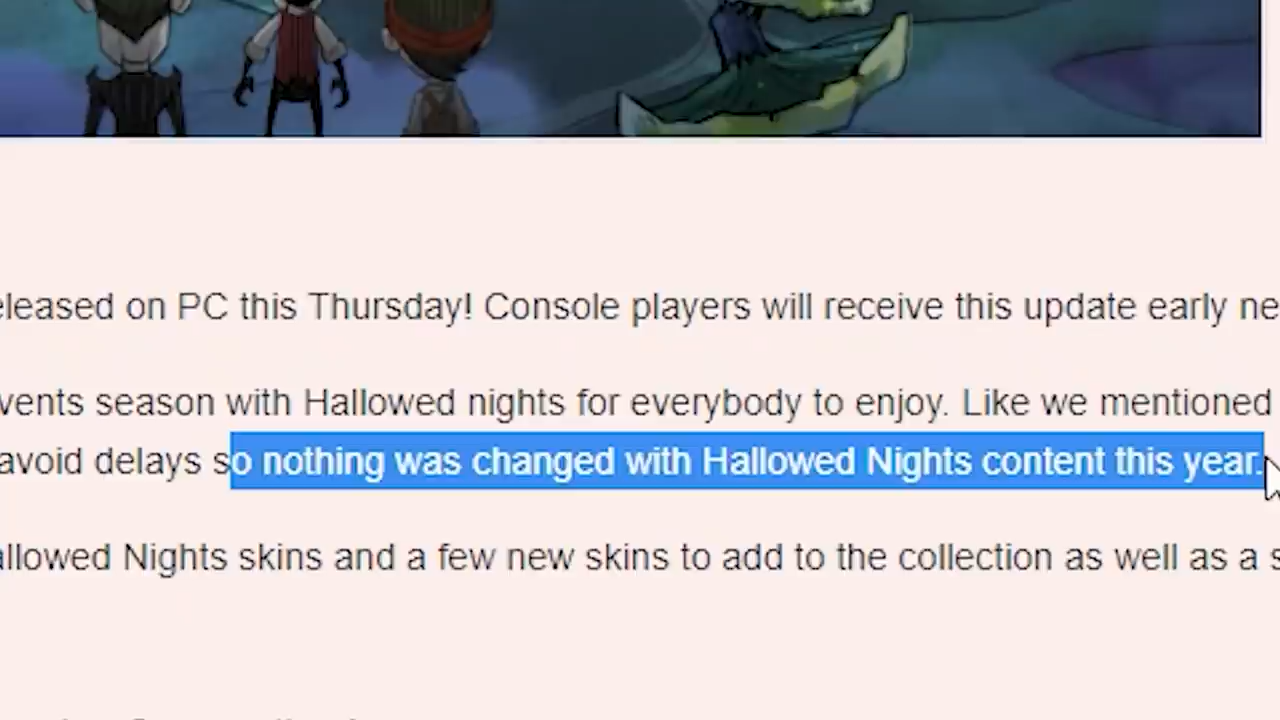 eleased on PC this Thursday! Console players will receive this update early ne
vents season with Hallowed nights for everybody to enjoy. Like we mentioned
avoid delays so nothing was changed with Hallowed Nights content this year.
allowed Nights skins and a few new skins to add to the collection as well as a s